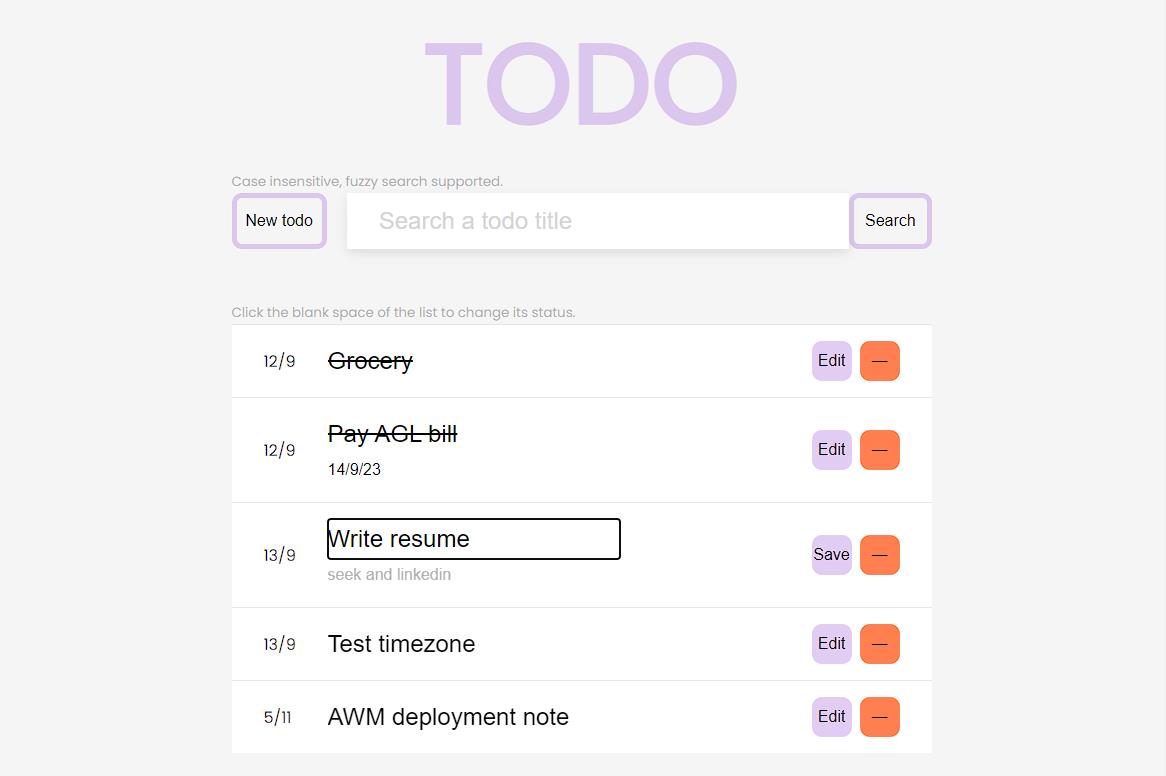 TODO
Case insensitive, fuzzy search supported.
New todo Search a todo title Search
Click the blank space of the list to change its status.
12/9 Grocery Edit —
12/9 Pay AGL bill Edit —
14/9/23
13/9 Write resume Save —
seek and linkedin
13/9 Test timezone Edit —
5/11 AWM deployment note Edit —